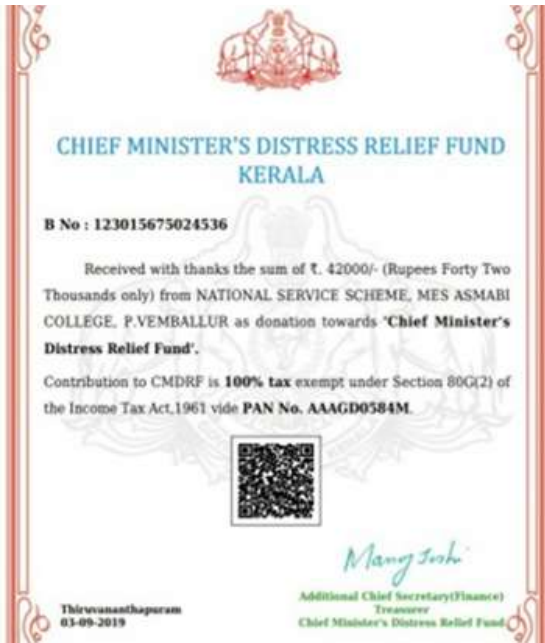 CHIEF MINISTER'S DISTRESS RELIEF FUND
KERALA
B No : 123015675024536
Received with thanks the sum of ₹. 42000/- (Rupees Forty Two
Thousands only) from NATIONAL SERVICE SCHEME, MES ASMABI
COLLEGE, P.VEMBALLUR as donation towards "Chief Minister's
Distress Relief Fund'.
Contribution to CMDRF is 100% tax exempt under Section 80G(2) of
the Income Tax Act,1961 vide PAN No. AAAGD0584M.
Additional Chief Secretary(Finance)
Treasurer
Chief Minister's Distress Relief Fund
Thiruvananthapuram
03-09-2019